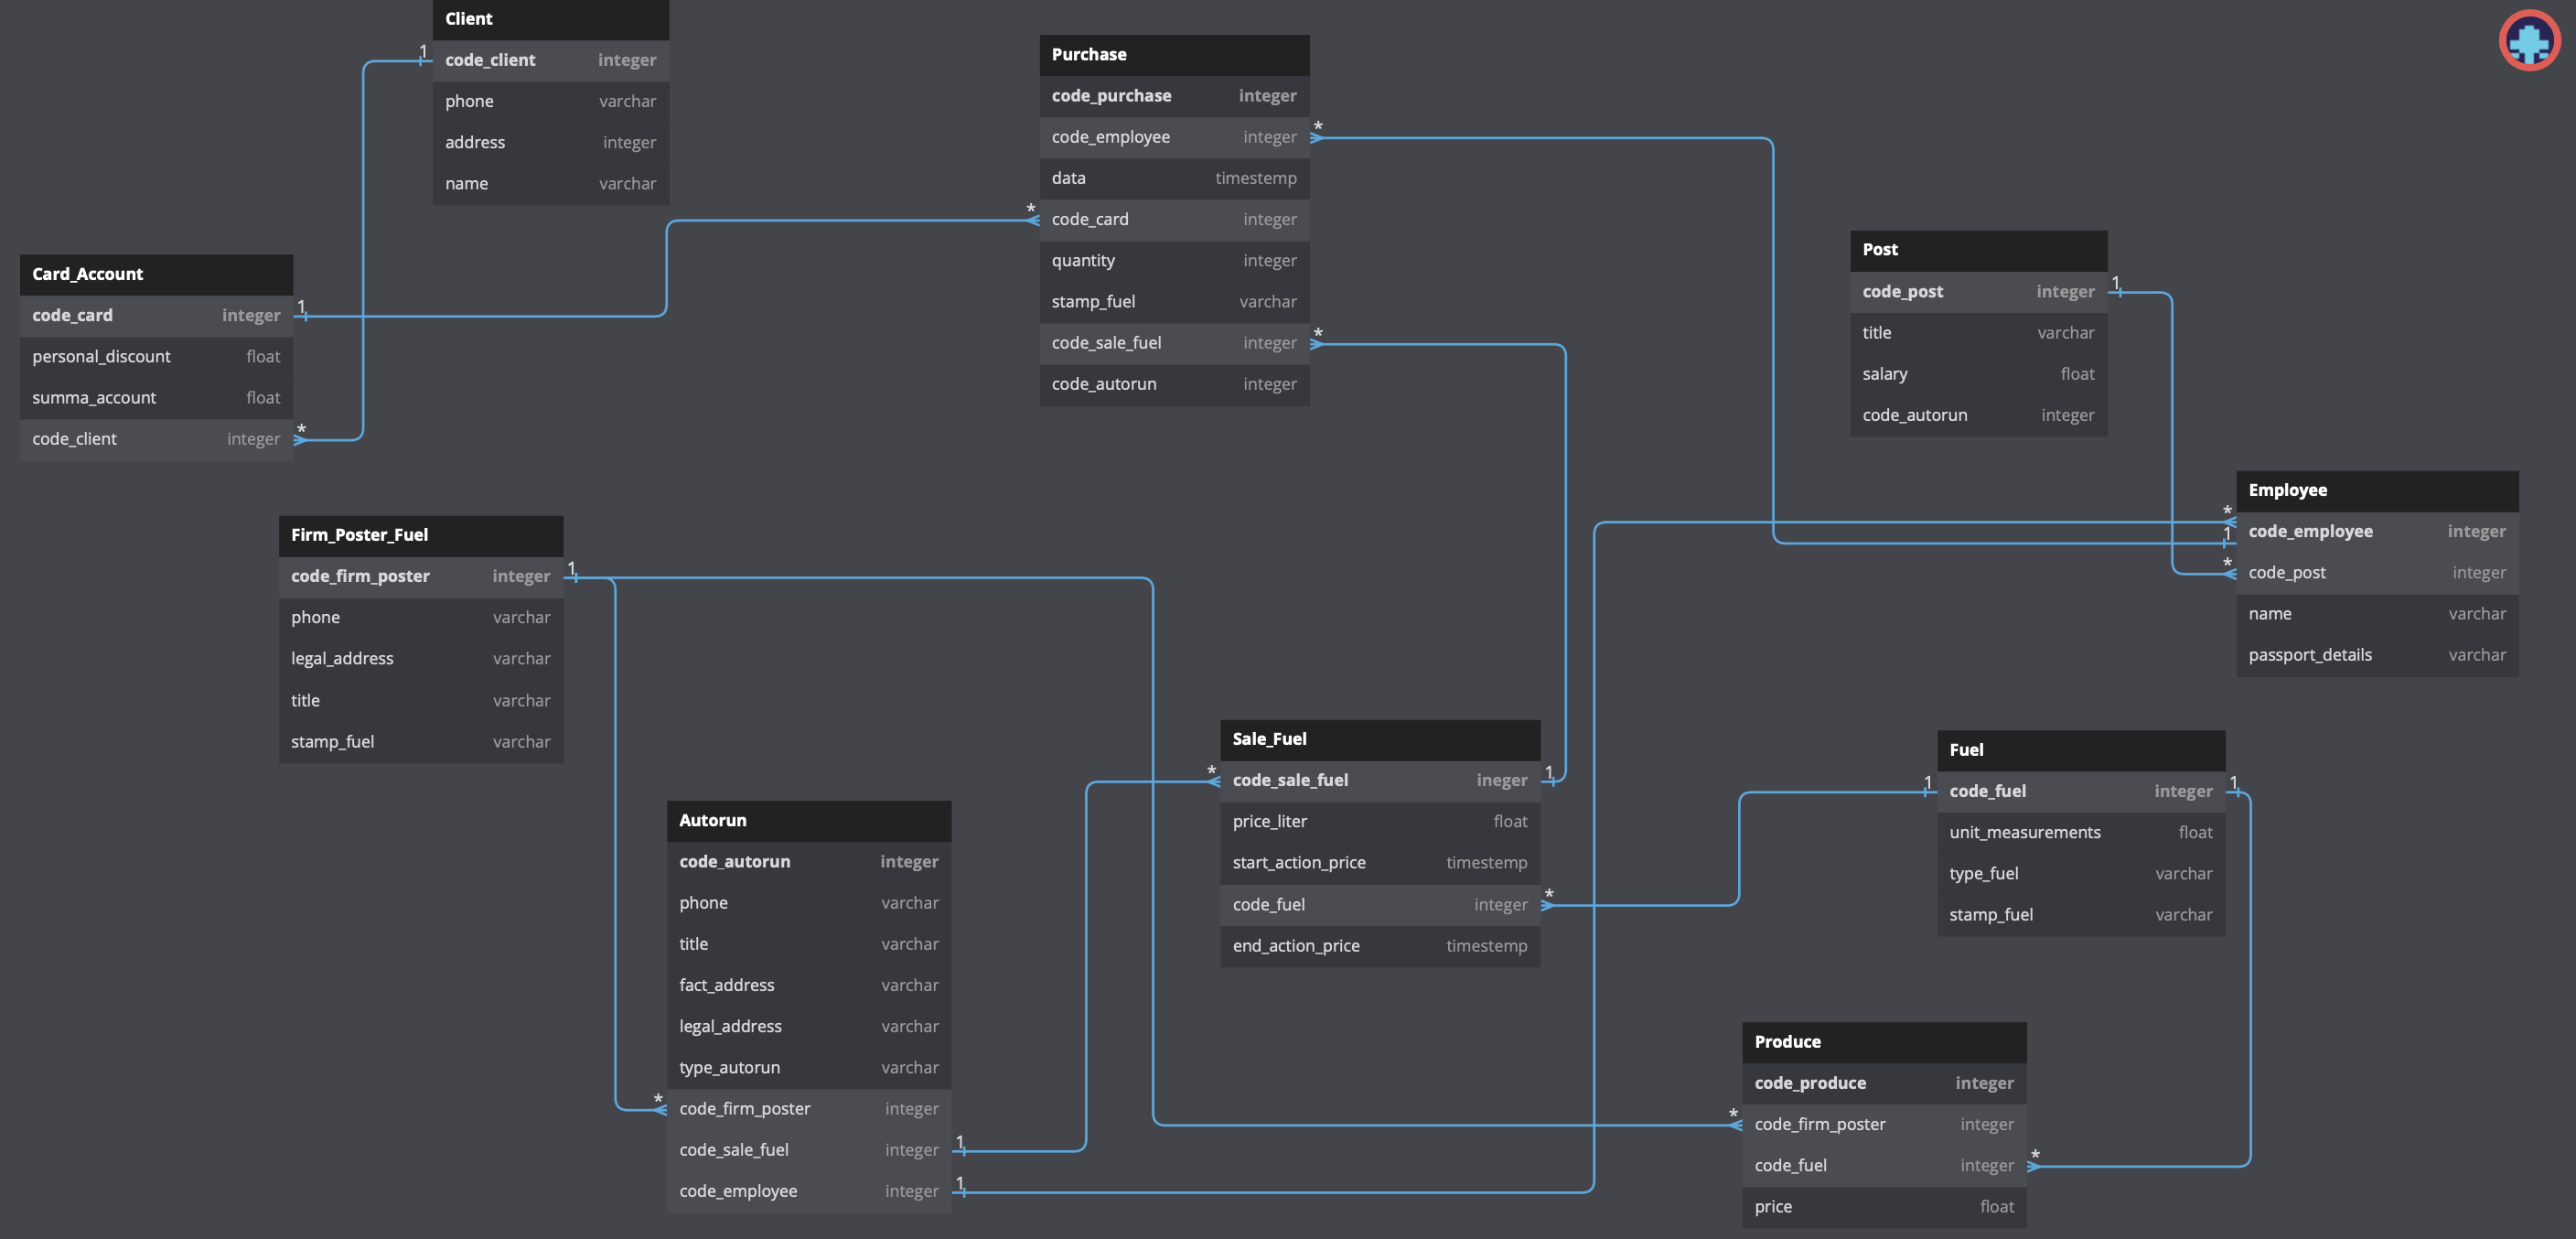 Client
1
code_client integer
phone varchar
address integer
name varchar
Purchase
code_purchase integer
code_employee integer *
data timestemp
* code_card integer
quantity integer
stamp_fuel varchar
code_sale_fuel integer *
code_autorun integer
Card_Account
code_card integer 1
personal_discount float
summa_account float
code_client integer *
Post
code_post integer 1
title varchar
salary float
code_autorun integer
Employee
* code_employee integer
1
* code_post integer
name varchar
passport_details varchar
Firm_Poster_Fuel
code_firm_poster integer 1
phone varchar
legal_address varchar
title varchar
stamp_fuel varchar
Sale_Fuel
* code_sale_fuel ineger 1
price_liter float
start_action_price timestemp
code_fuel integer *
end_action_price timestemp
Fuel
1 code_fuel integer 1
unit_measurements float
type_fuel varchar
stamp_fuel varchar
Autorun
code_autorun integer
phone varchar
title varchar
fact_address varchar
legal_address varchar
type_autorun varchar
* code_firm_poster integer
code_sale_fuel integer 1
code_employee integer 1
Produce
code_produce integer
* code_firm_poster integer
code_fuel integer *
price float